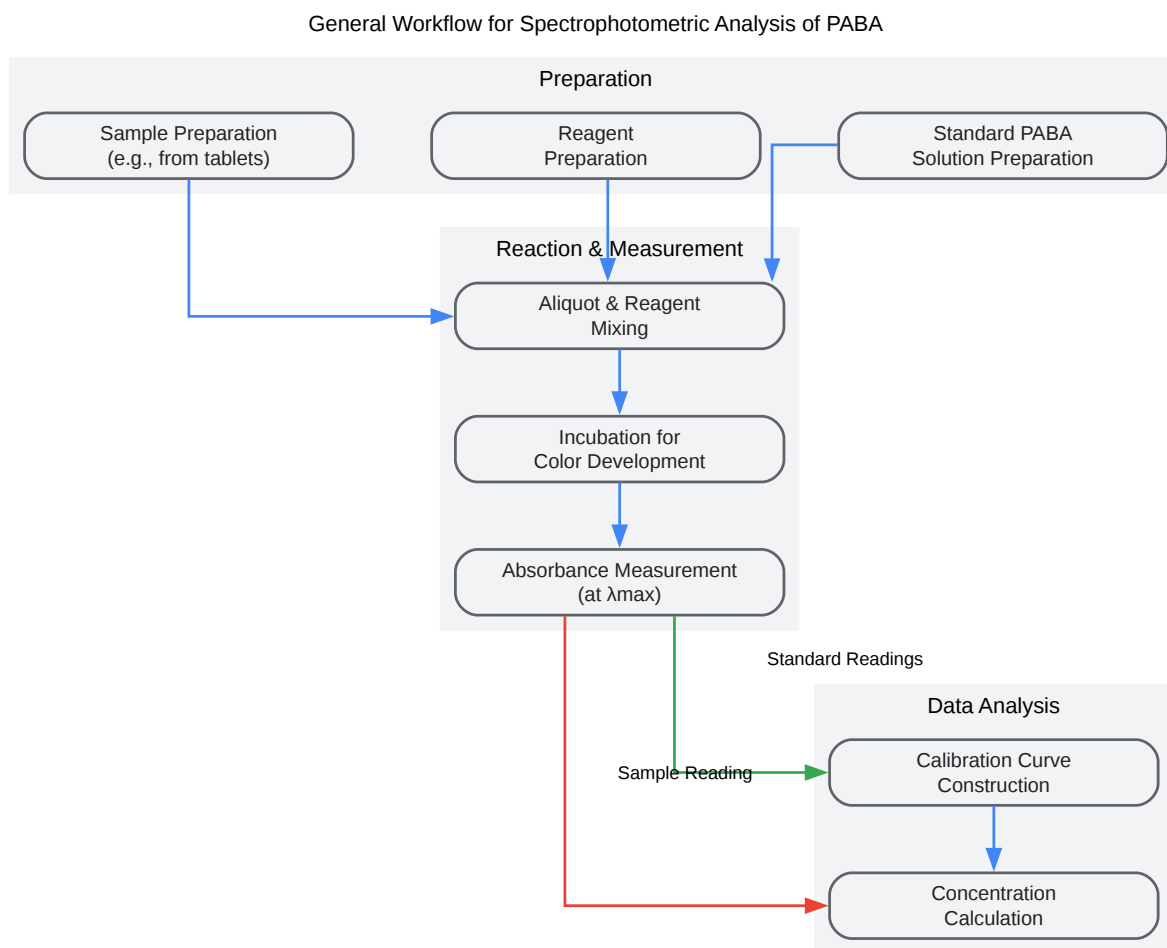 General Workflow for Spectrophotometric Analysis of PABA
Preparation
Sample Preparation
(e.g., from tablets)
Reagent
Preparation
Standard PABA
Solution Preparation
Reaction & Measurement
Aliquot & Reagent
Mixing
Incubation for
Color Development
Absorbance Measurement
(at λmax)
Standard Readings
Data Analysis
Sample Reading
Calibration Curve
Construction
Concentration
Calculation